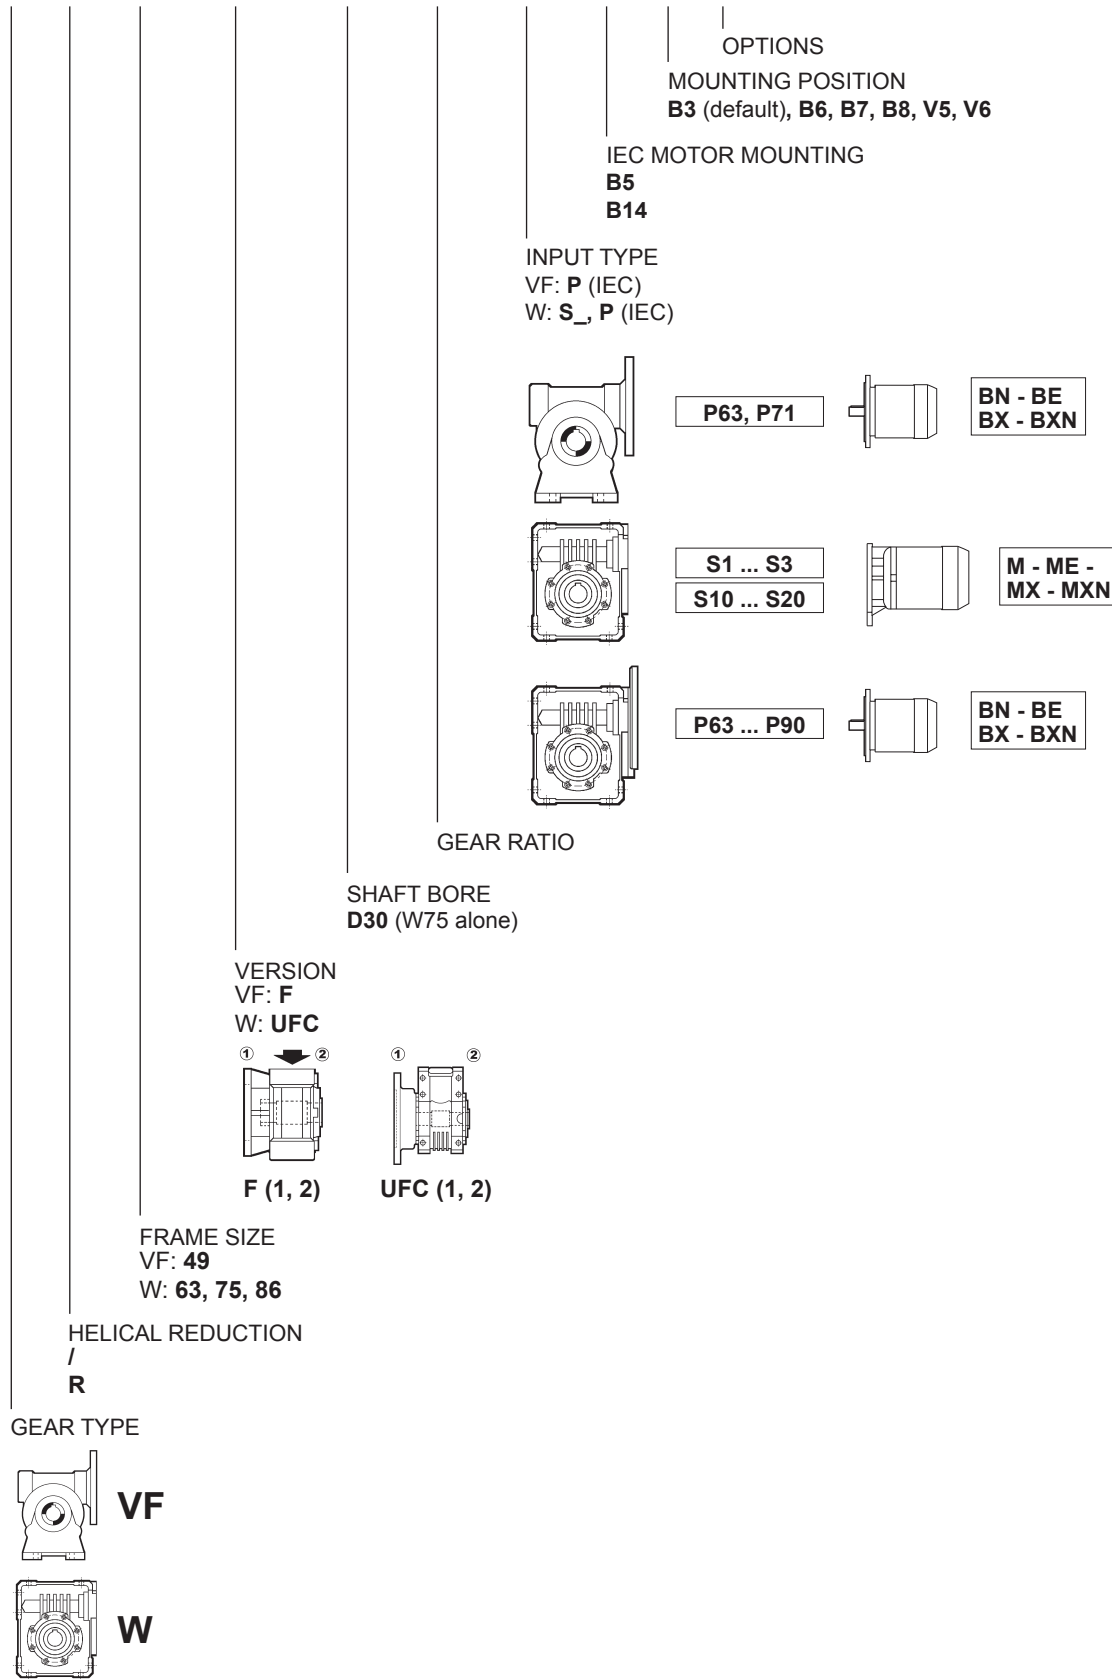 OPTIONS
MOUNTING POSITION
B3 (default), B6, B7, B8, V5, V6
IEC MOTOR MOUNTING
B5
B14
INPUT TYPE
VF: P (IEC)
W: S_, P (IEC)
P63, P71
BN - BE
BX - BXN
S1 ... S3
S10 ... S20
M - ME -
MX - MXN
P63 ... P90
BN - BE
BX - BXN
GEAR RATIO
SHAFT BORE
D30 (W75 alone)
VERSION
VF: F
W: UFC
1 2
1 2
F (1, 2)
UFC (1, 2)
FRAME SIZE
VF: 49
W: 63, 75, 86
HELICAL REDUCTION
/
R
GEAR TYPE
VF
W